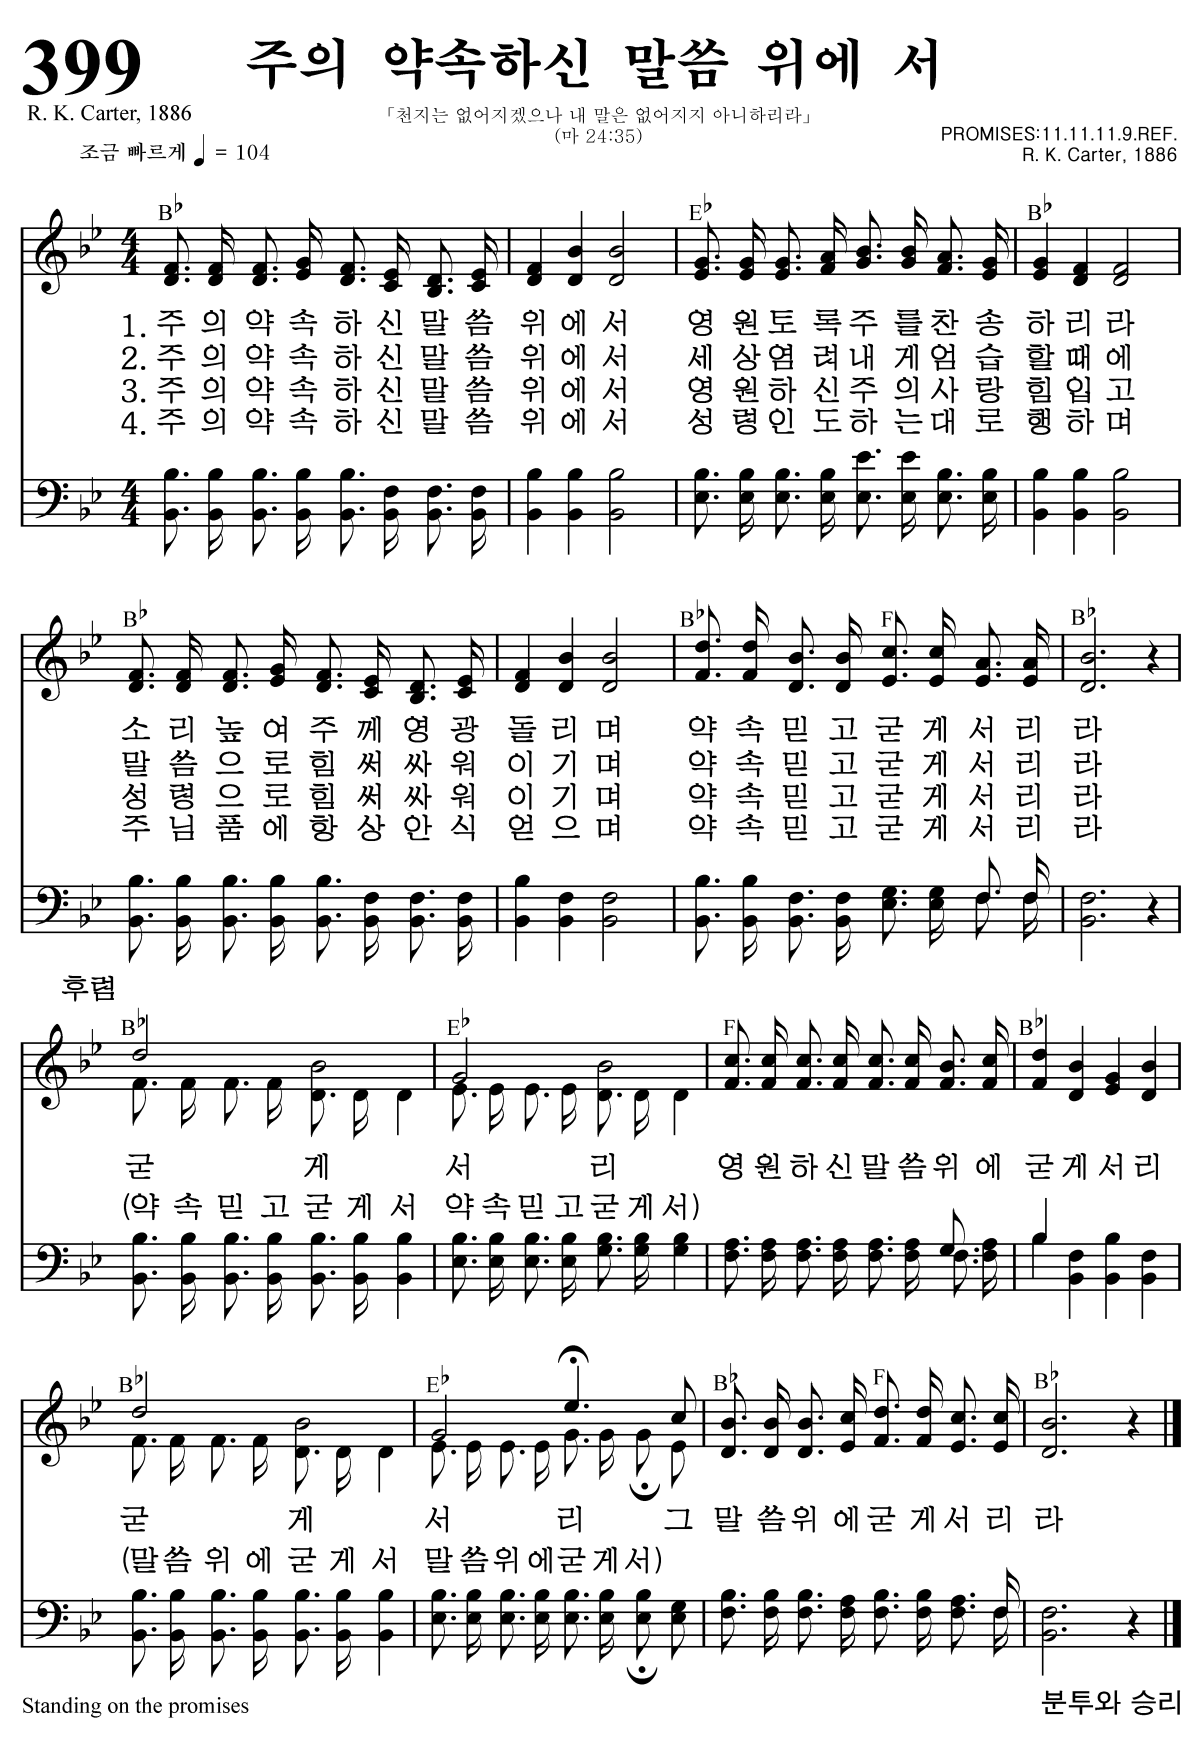 399 주의 약속하신 말씀 위에 서
R. K. Carter, 1886
「천지는 없어지겠으나 내 말은 없어지지 아니하리라」
(마 24:35)
PROMISES:11.11.11.9.REF.
R. K. Carter, 1886
조금 빠르게 ♩ = 104
B♭ E♭ B♭
4 4
1. 주 의 약 속 하 신 말 씀 위 에 서 영 원 토 록 주 를 찬 송 하 리 라
2. 주 의 약 속 하 신 말 씀 위 에 서 세 상 염 려 내 게 엄 습 할 때 에
3. 주 의 약 속 하 신 말 씀 위 에 서 영 원 하 신 주 의 사 랑 힘 입 고
4. 주 의 약 속 하 신 말 씀 위 에 서 성 령 인 도 하 는 대 로 행 하 며
4 4
B♭ B♭ F B♭
소 리 높 여 주 께 영 광 돌 리 며 약 속 믿 고 굳 게 서 리 라
말 씀 으 로 힘 써 싸 워 이 기 며 약 속 믿 고 굳 게 서 리 라
성 령 으 로 힘 써 싸 워 이 기 며 약 속 믿 고 굳 게 서 리 라
주 님 품 에 항 상 안 식 얻 으 며 약 속 믿 고 굳 게 서 리 라
후렴
B♭ E♭ F B♭
굳 게 서 리 영 원 하 신 말 씀 위 에 굳 게 서 리
(약 속 믿 고 굳 게 서 약 속 믿 고 굳 게 서)
B♭ E♭ B♭ F B♭
굳 게 서 리 그 말 씀 위 에 굳 게 서 리 라
(말 씀 위 에 굳 게 서 말 씀 위 에 굳 게 서)
Standing on the promises
분투와 승리